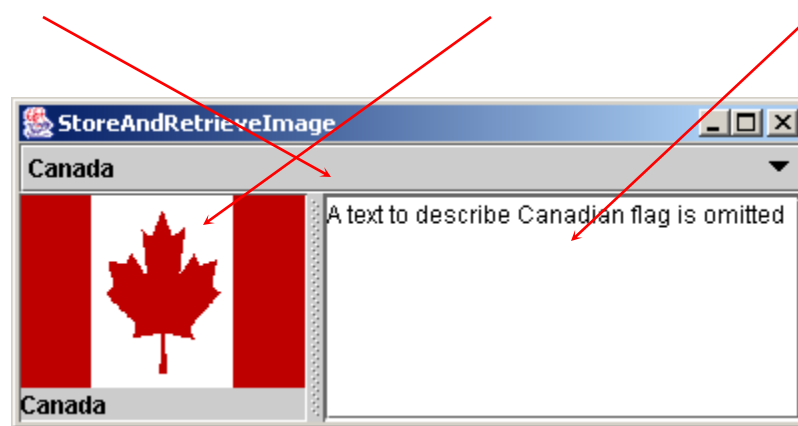 StoreAndRetrieveImage
Canada
A text to describe Canadian flag is omitted
Canada